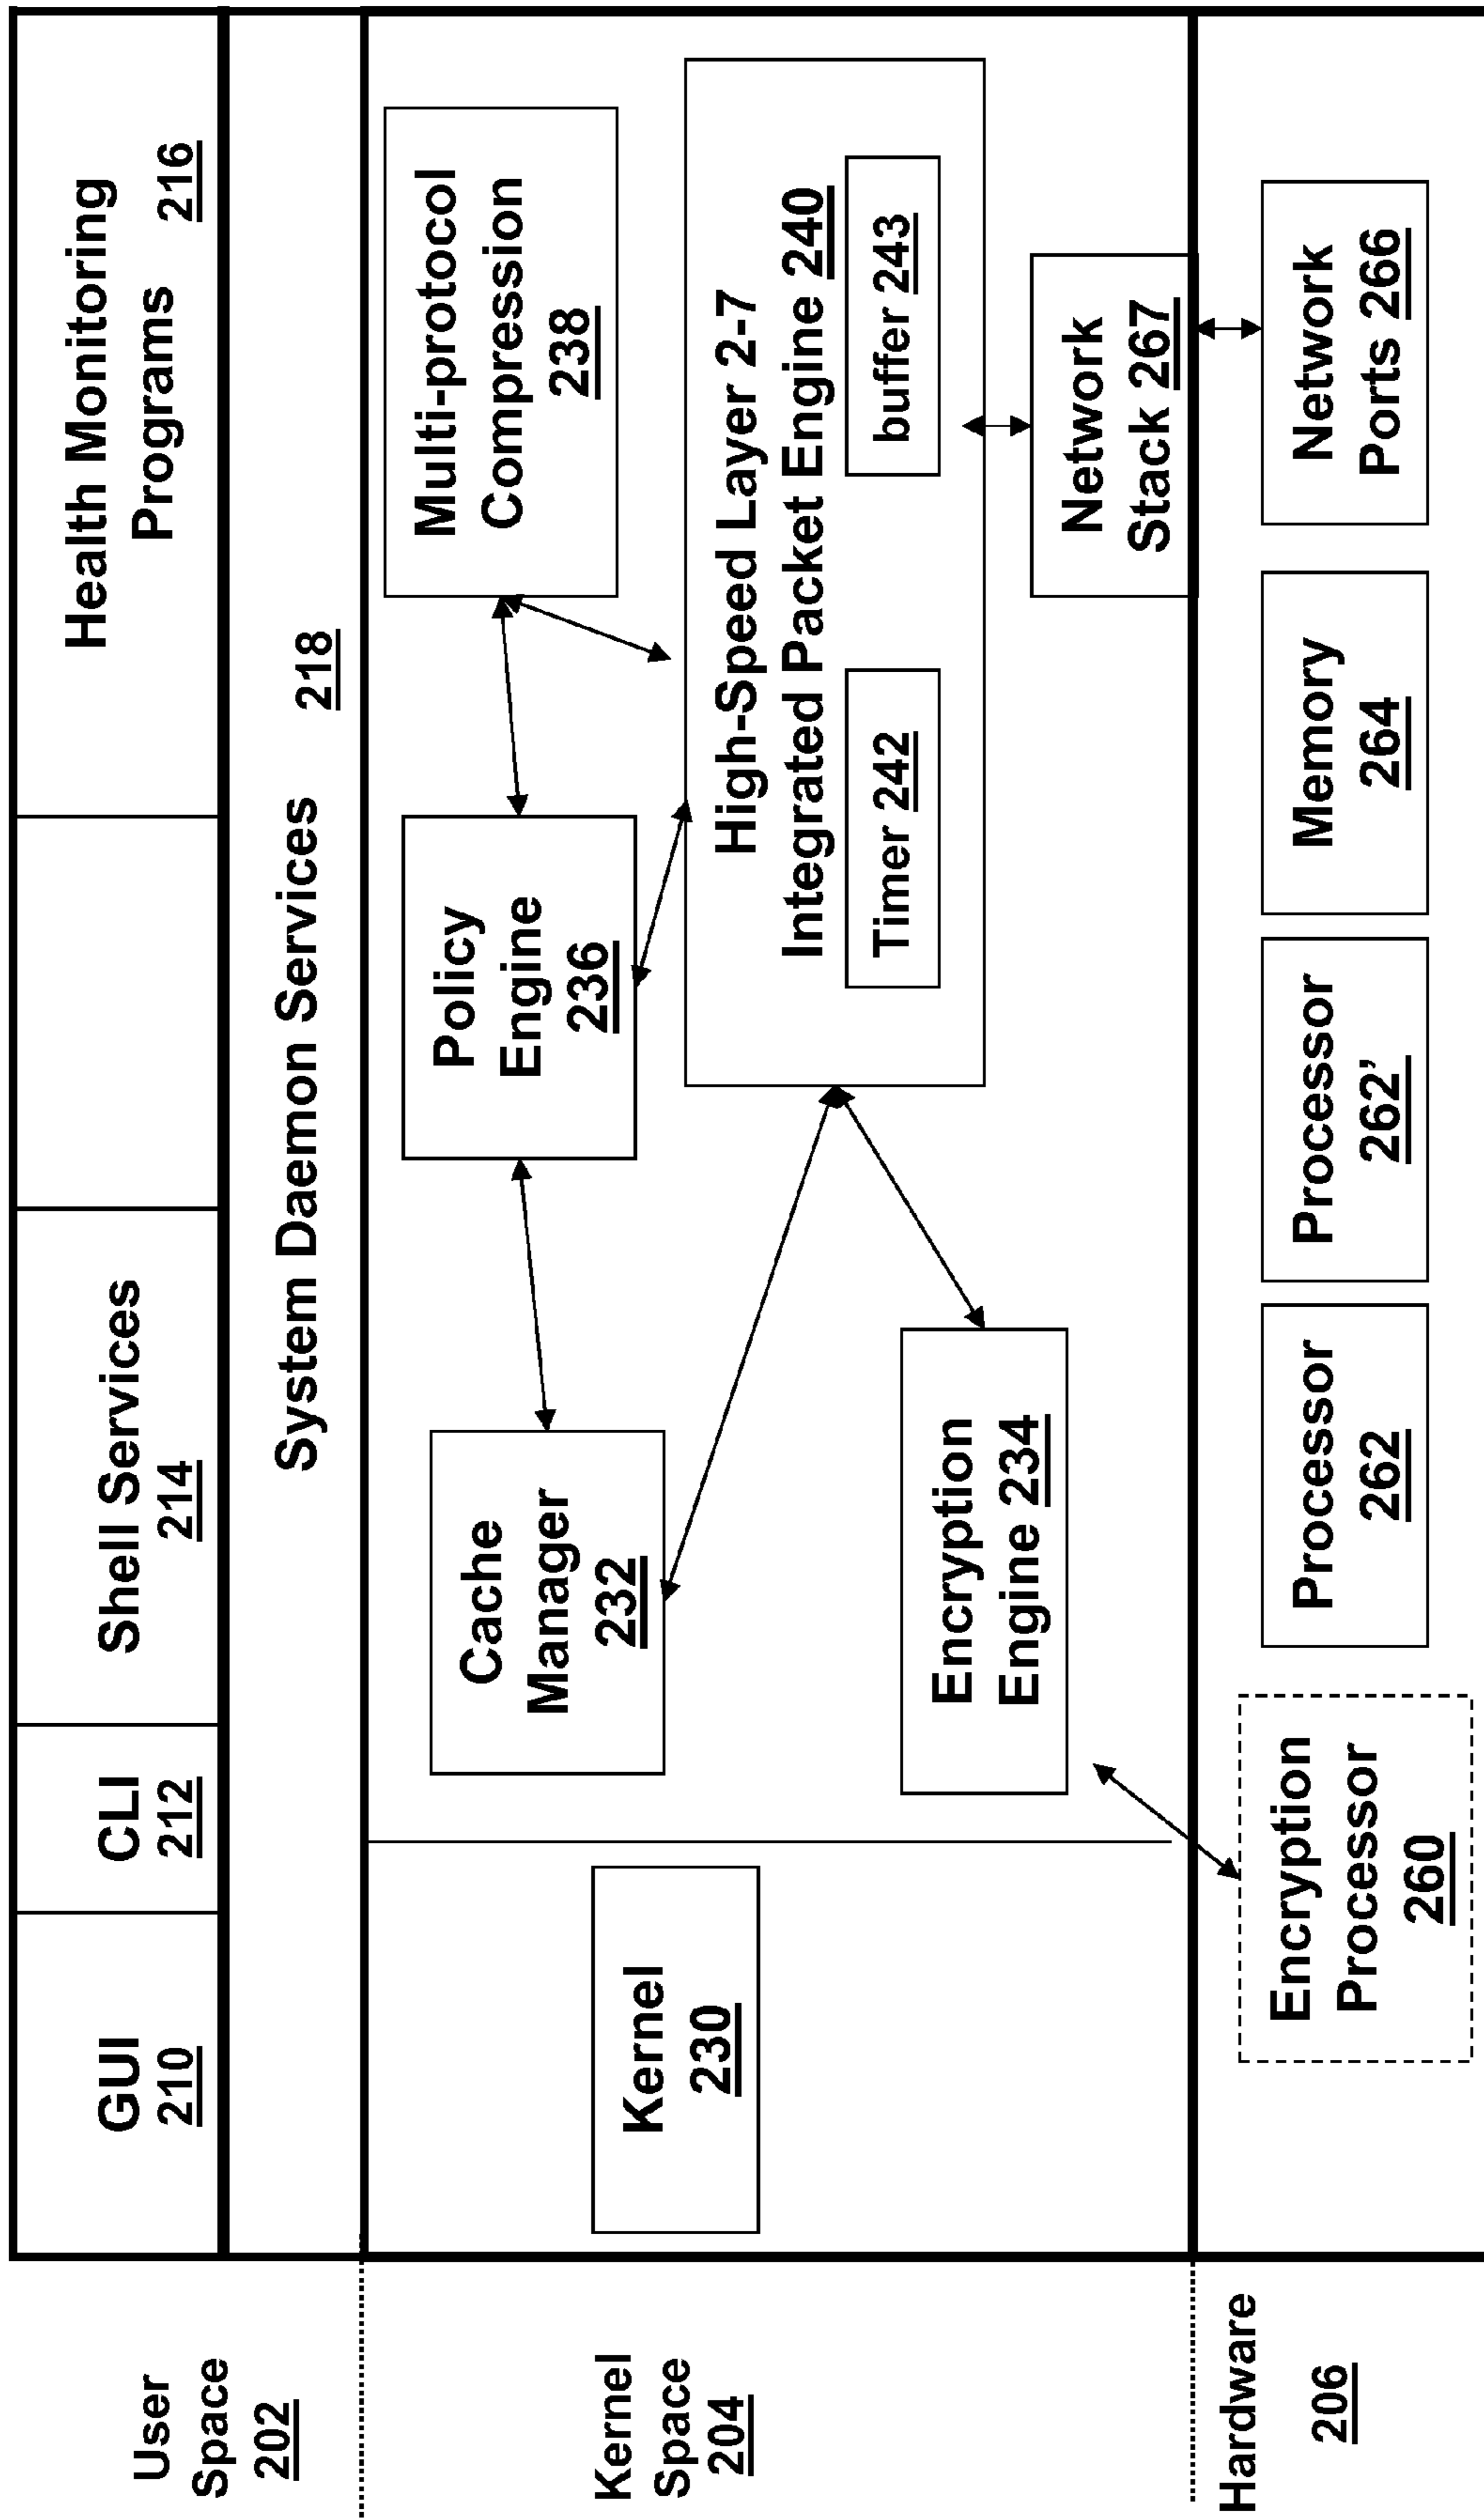 User
Space
202
GUI
210
CLI
212
Shell Services
214
Health Monitoring
Programs 216
System Daemon Services 218
Kernel
Space
204
Kernel
230
Cache
Manager
232
Policy
Engine
236
Multi-protocol
Compression
238
High-Speed Layer 2-7
Integrated Packet Engine 240
Timer 242
buffer 243
Encryption
Engine 234
Network
Stack 267
Hardware
206
Encryption
Processor
260
Processor
262
Processor
262’
Memory
264
Network
Ports 266